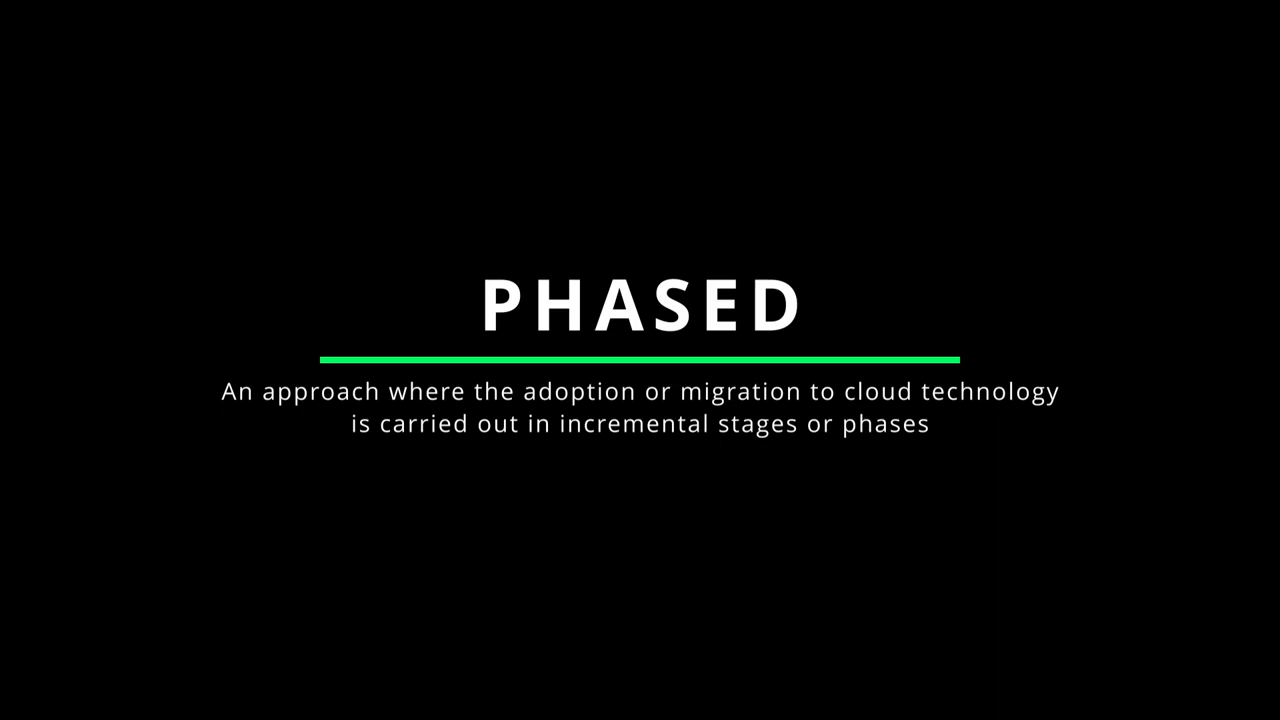 PHASED
An approach where the adoption or migration to cloud technology
is carried out in incremental stages or phases